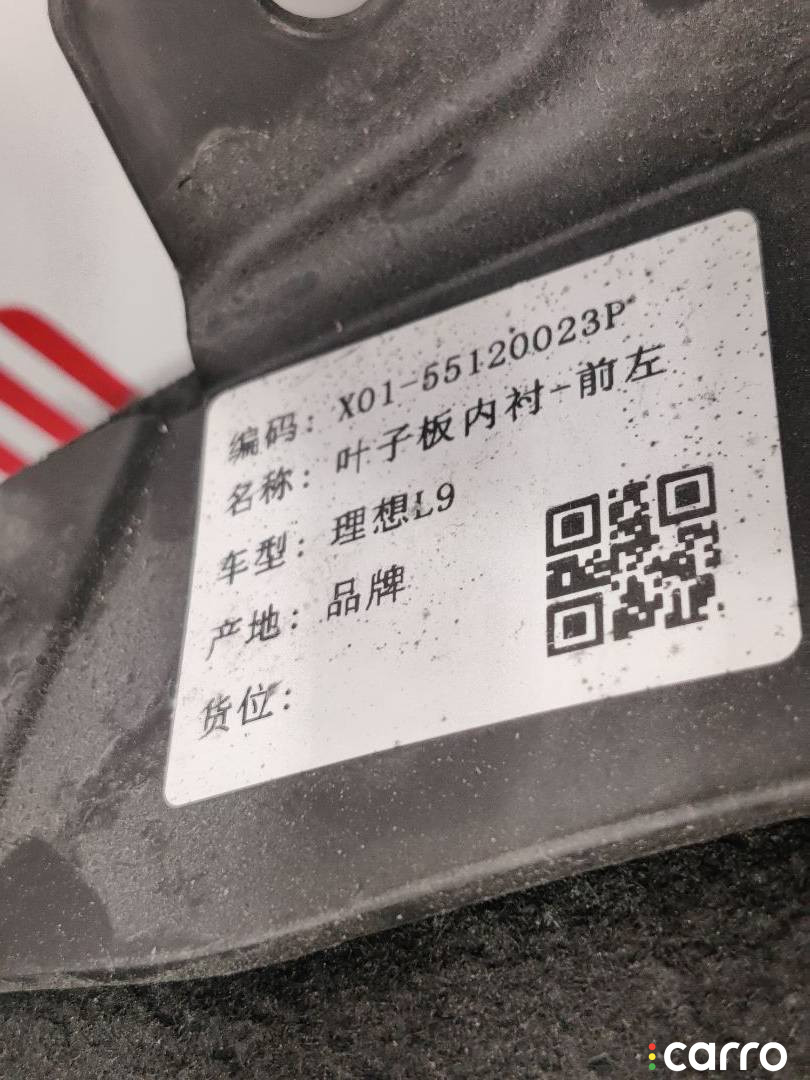 编码：X01-55120023P
名称：叶子板内衬-前左
车型：理想L9
产地：品牌
货位：
carro